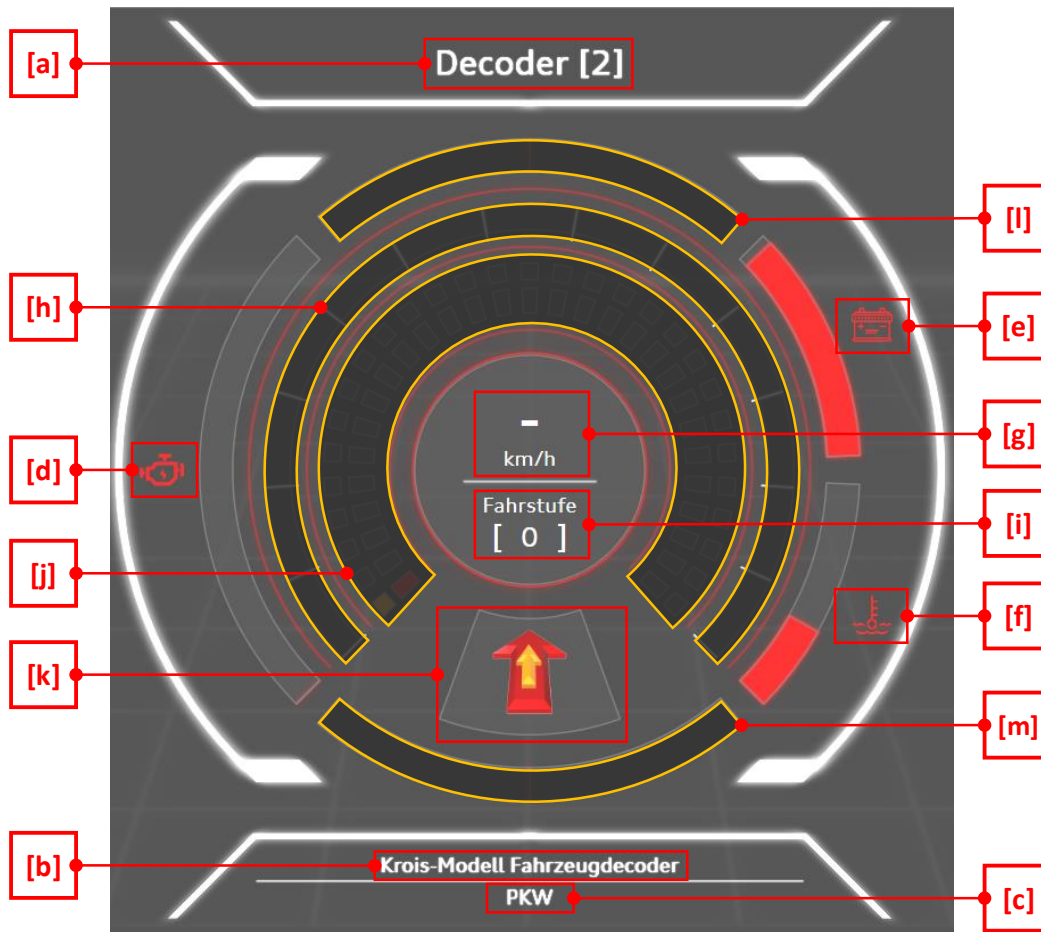 [a]
Decoder [2]
[l]
[h]
[e]
-
km/h
[g]
[d]
Fahrstufe
[ 0 ]
[i]
[j]
[f]
[k]
[m]
[b]
Krois-Modell Fahrzeugdecoder
PKW
[c]